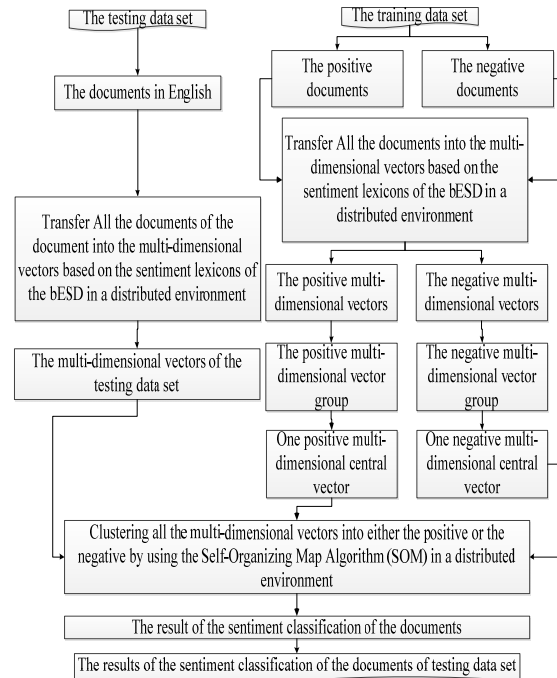 The testing data set
The documents in English
Transfer All the documents of the
document into the multi-dimensional
vectors based on the sentiment lexicons of
the bESD in a distributed environment
The multi-dimensional vectors of the
testing data set
The training data set
The positive
documents
The negative
documents
Transfer All the documents into the multi-
dimensional vectors based on the
sentiment lexicons of the bESD in a
distributed environment
The positive multi-
dimensional vectors
The negative multi-
dimensional vectors
The positive multi-
dimensional vector
group
The negative multi-
dimensional vector
group
One positive multi-
dimensional central
vector
One negative multi-
dimensional central
vector
Clustering all the multi-dimensional vectors into either the positive or the
negative by using the Self-Organizing Map Algorithm (SOM) in a distributed
environment
The result of the sentiment classification of the documents
The results of the sentiment classification of the documents of testing data set